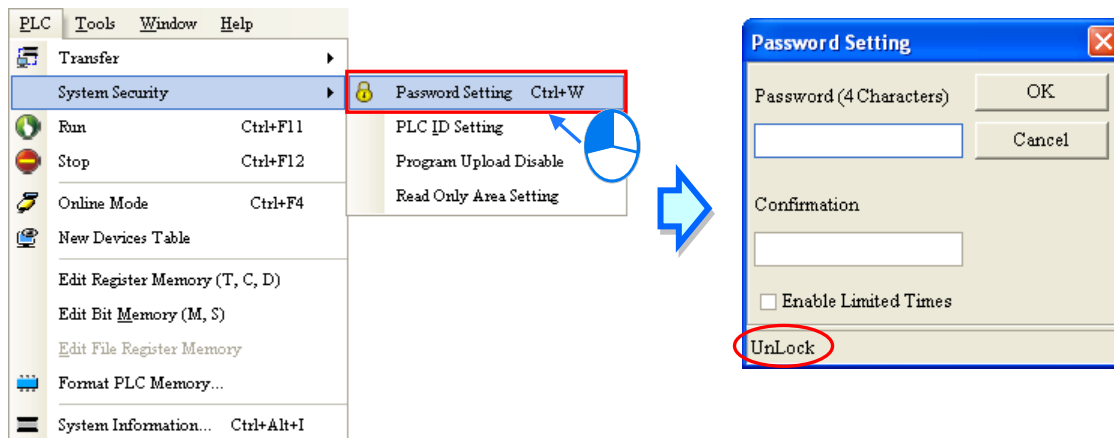 PLC Tools Window Help
Transfer
System Security
Run Ctrl+F11
Stop Ctrl+F12
Online Mode Ctrl+F4
New Devices Table
Edit Register Memory (T, C, D)
Edit Bit Memory (M, S)
Edit File Register Memory
Format PLC Memory...
System Information... Ctrl+Alt+I
Password Setting Ctrl+W
PLC ID Setting
Program Upload Disable
Read Only Area Setting
Password Setting
Password (4 Characters)
OK
Cancel
Confirmation
Enable Limited Times
UnLock